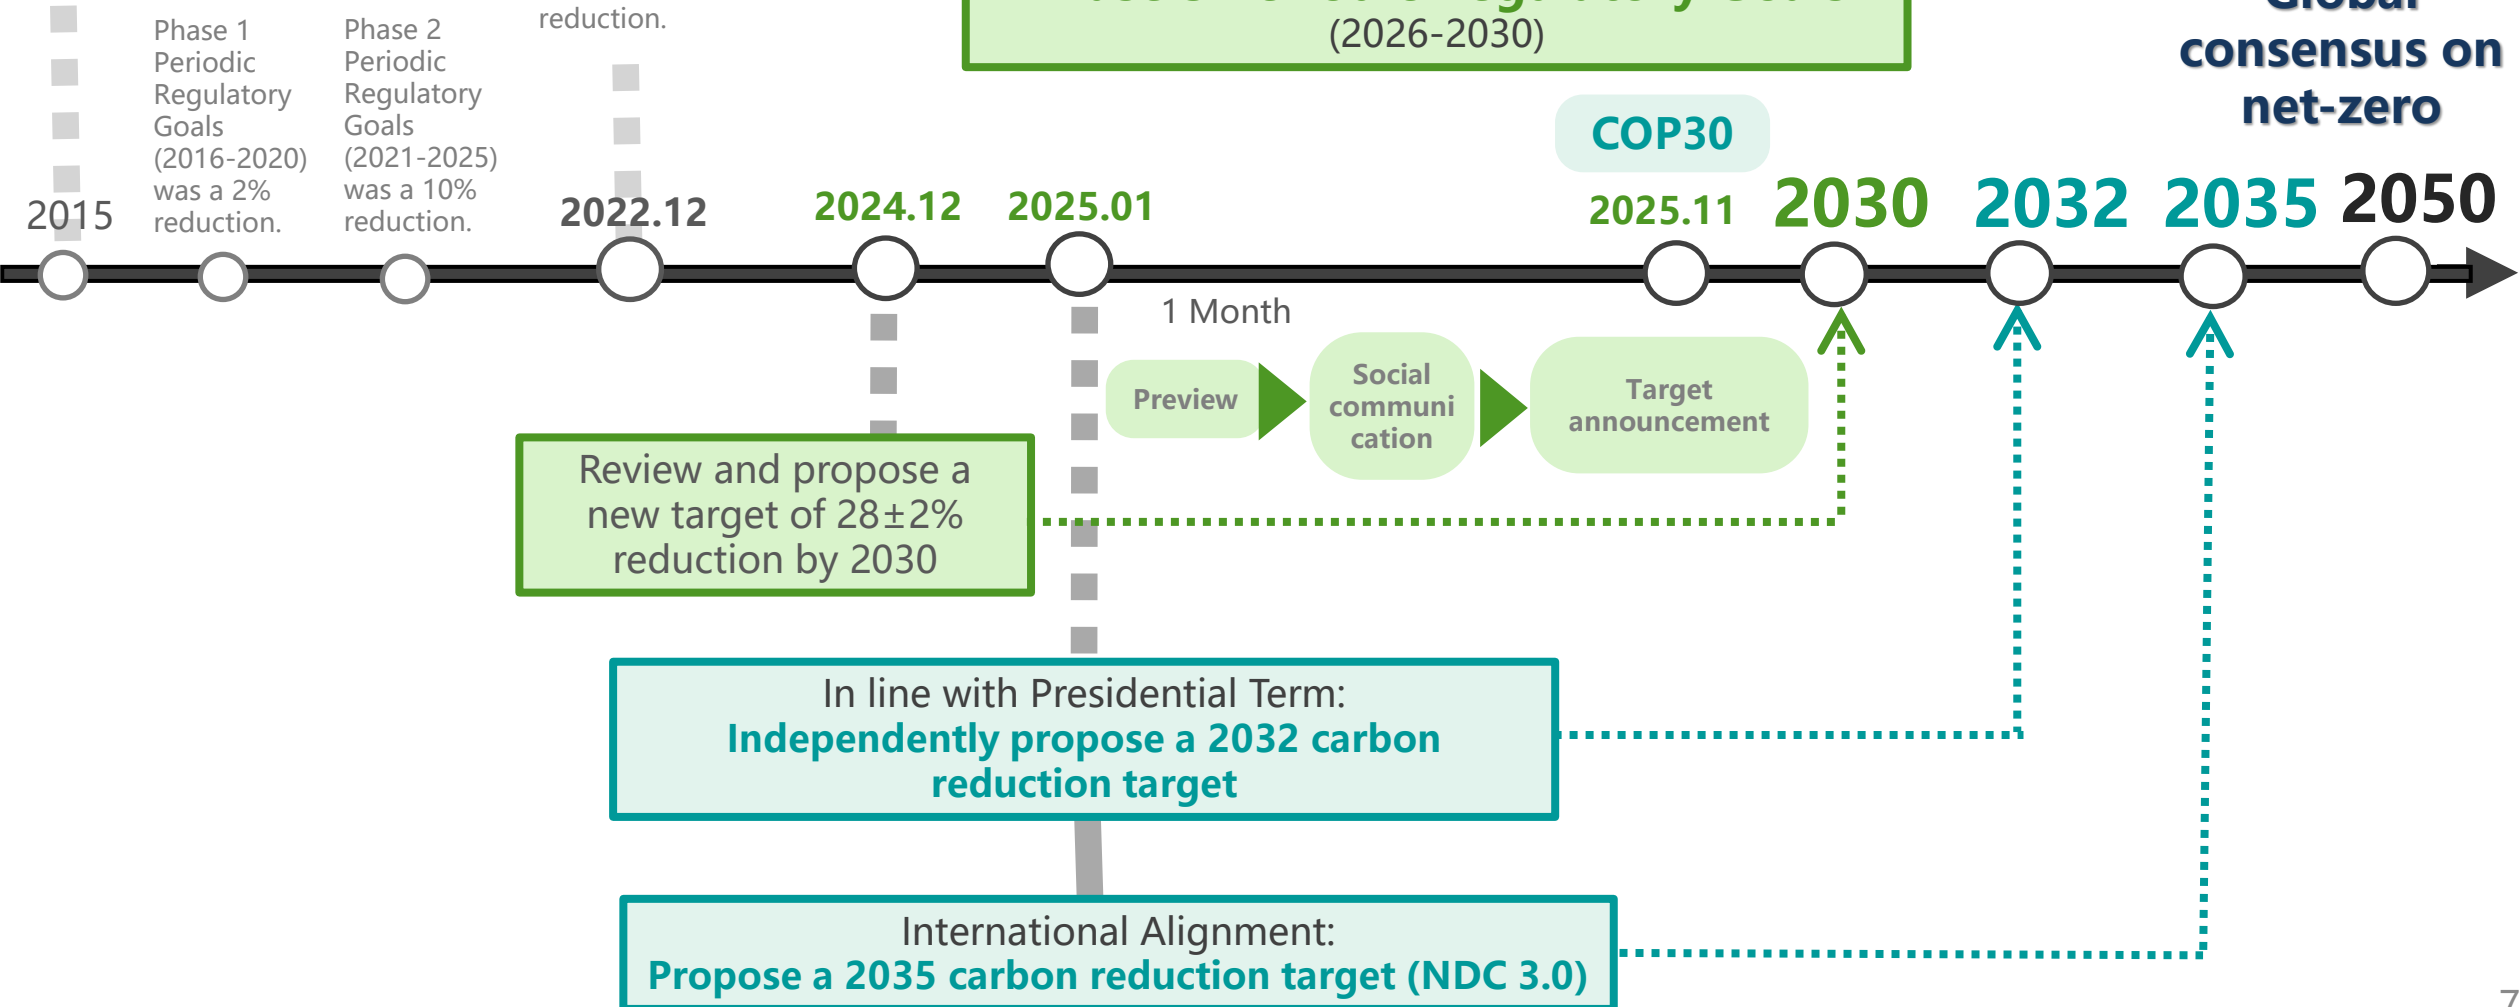 reduction.
(2026-2030)
Global
consensus on
net-zero
Phase 1
Periodic
Regulatory
Goals
(2016-2020)
was a 2%
reduction.
Phase 2
Periodic
Regulatory
Goals
(2021-2025)
was a 10%
reduction.
COP30
2015
2022.12
2024.12
2025.01
2025.11
2030
2032
2035
2050
1 Month
Preview
Social
communi
cation
Target
announcement
Review and propose a
new target of 28±2%
reduction by 2030
In line with Presidential Term:
Independently propose a 2032 carbon
reduction target
International Alignment:
Propose a 2035 carbon reduction target (NDC 3.0)